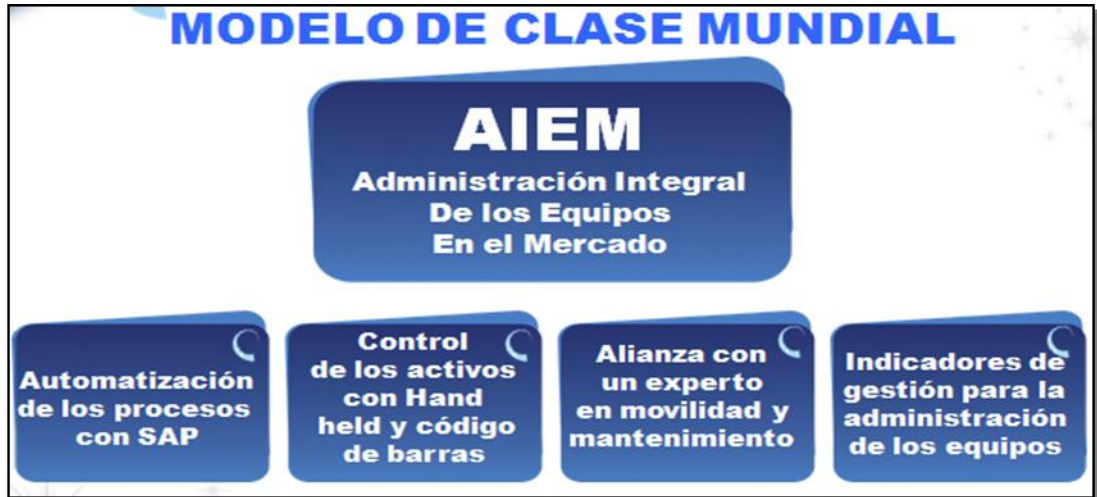 MODELO DE CLASE MUNDIAL
AIEM
Administración Integral
De los Equipos
En el Mercado
Automatización
de los procesos
con SAP
Control
de los activos
con Hand
held y código
de barras
Alianza con
un experto
en movilidad y
mantenimiento
Indicadores de
gestión para la
administración
de los equipos